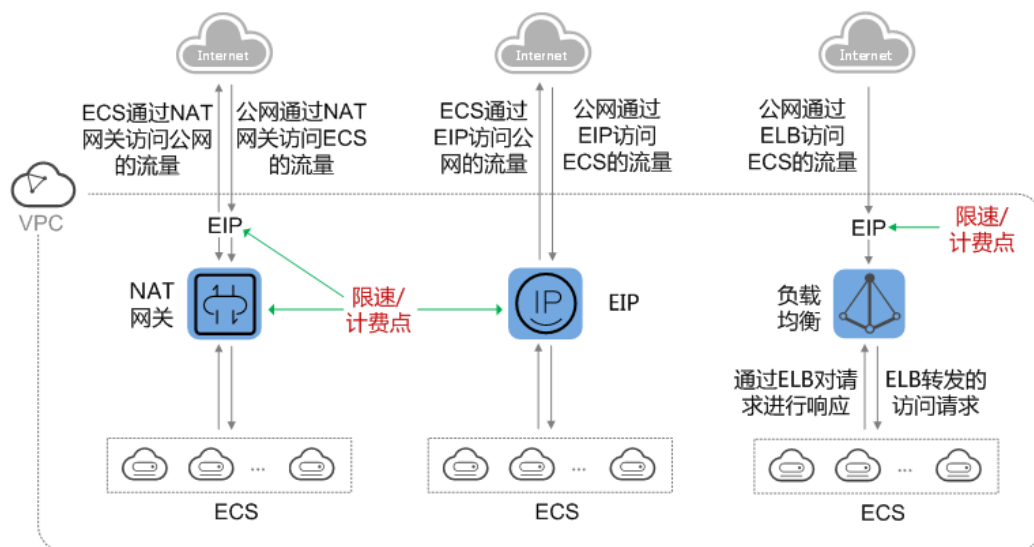 Internet
Internet
Internet
ECS通过NAT
网关访问公网
的流量
公网通过NAT
网关访问ECS
的流量
ECS通过
EIP访问公
网的流量
公网通过
EIP访问
ECS的流量
公网通过
ELB访问
ECS的流量
VPC
EIP
EIP
限速/
计费点
NAT
网关
限速/
计费点
IP
EIP
负载
均衡
通过ELB对请
求进行响应
ELB转发的
访问请求
...
...
...
ECS
ECS
ECS